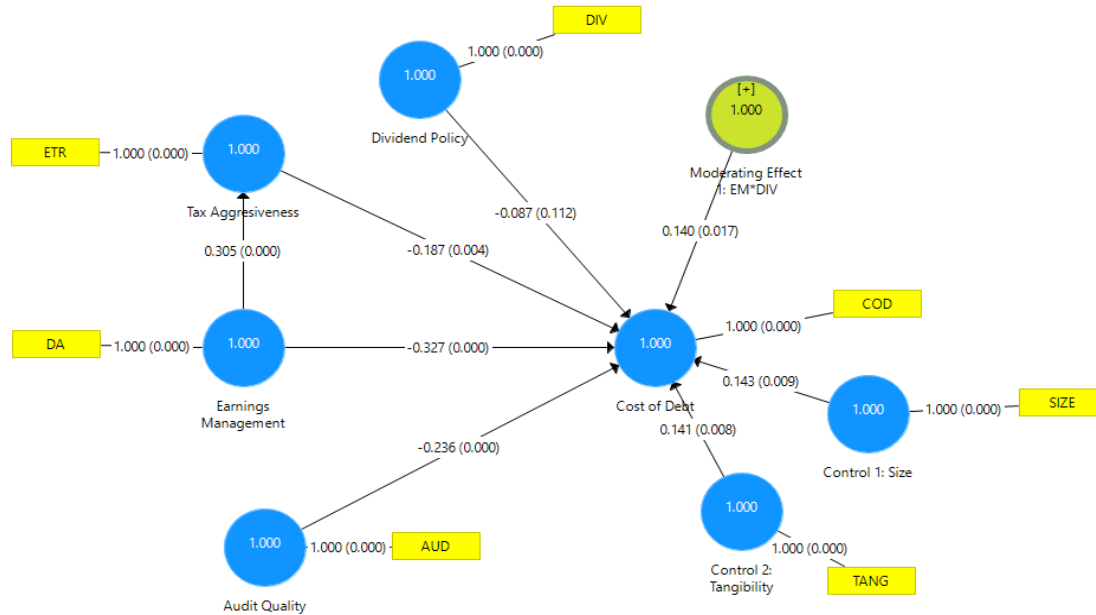 DIV
1.000 (0.000)
1.000
Dividend Policy
[+]
1.000
Moderating Effect
1: EM*DIV
ETR
1.000 (0.000)
1.000
Tax Aggresiveness
-0.087 (0.112)
0.140 (0.017)
0.305 (0.000)
-0.187 (0.004)
COD
1.000 (0.000)
DA
1.000 (0.000)
1.000
Earnings
Management
-0.327 (0.000)
1.000
Cost of Debt
0.143 (0.009)
1.000
1.000 (0.000)
SIZE
Control 1: Size
0.141 (0.008)
-0.236 (0.000)
1.000
Control 2:
Tangibility
1.000 (0.000)
TANG
1.000
1.000 (0.000)
AUD
Audit Quality